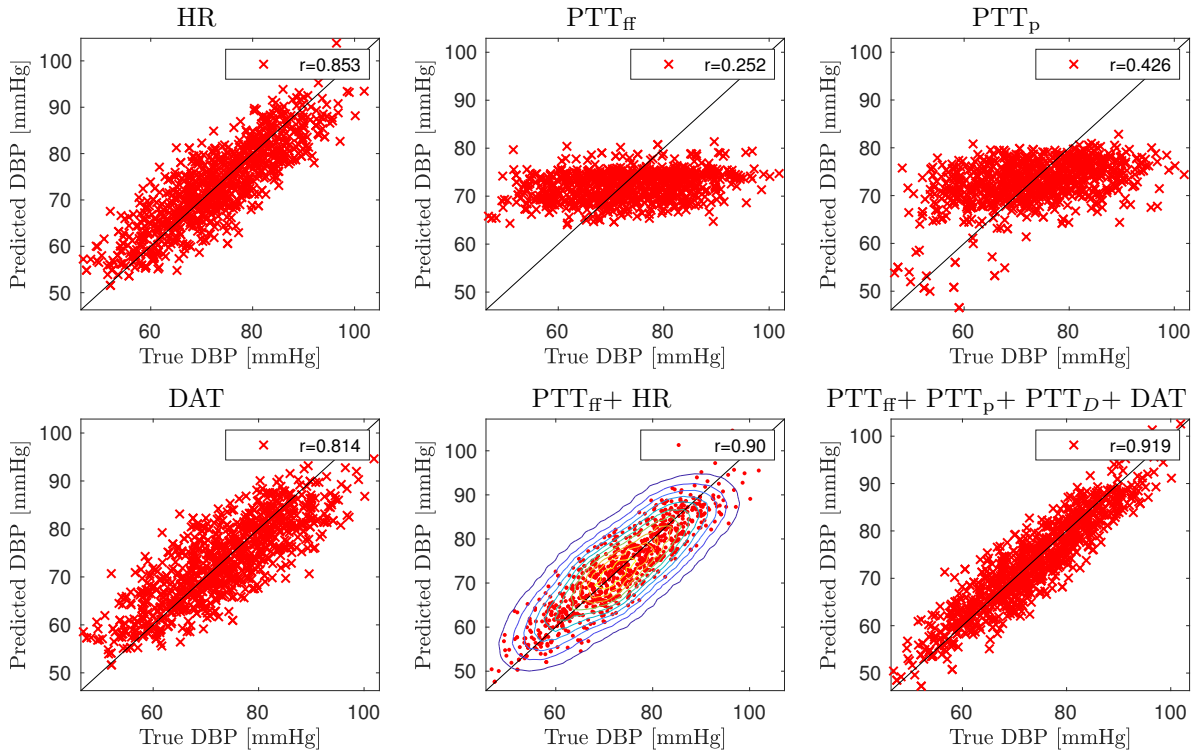 HR
PTT_ff
PTT_p
r=0.853
r=0.252
r=0.426
Predicted DBP [mmHg]
100
90
80
70
60
50
Predicted DBP [mmHg]
100
90
80
70
60
50
Predicted DBP [mmHg]
100
90
80
70
60
50
60 80 100
60 80 100
60 80 100
True DBP [mmHg]
True DBP [mmHg]
True DBP [mmHg]
DAT
PTT_ff+ HR
PTT_ff+ PTT_p+ PTT_D+ DAT
r=0.814
r=0.90
r=0.919
Predicted DBP [mmHg]
100
90
80
70
60
50
Predicted DBP [mmHg]
100
90
80
70
60
50
Predicted DBP [mmHg]
100
90
80
70
60
50
60 80 100
60 80 100
60 80 100
True DBP [mmHg]
True DBP [mmHg]
True DBP [mmHg]